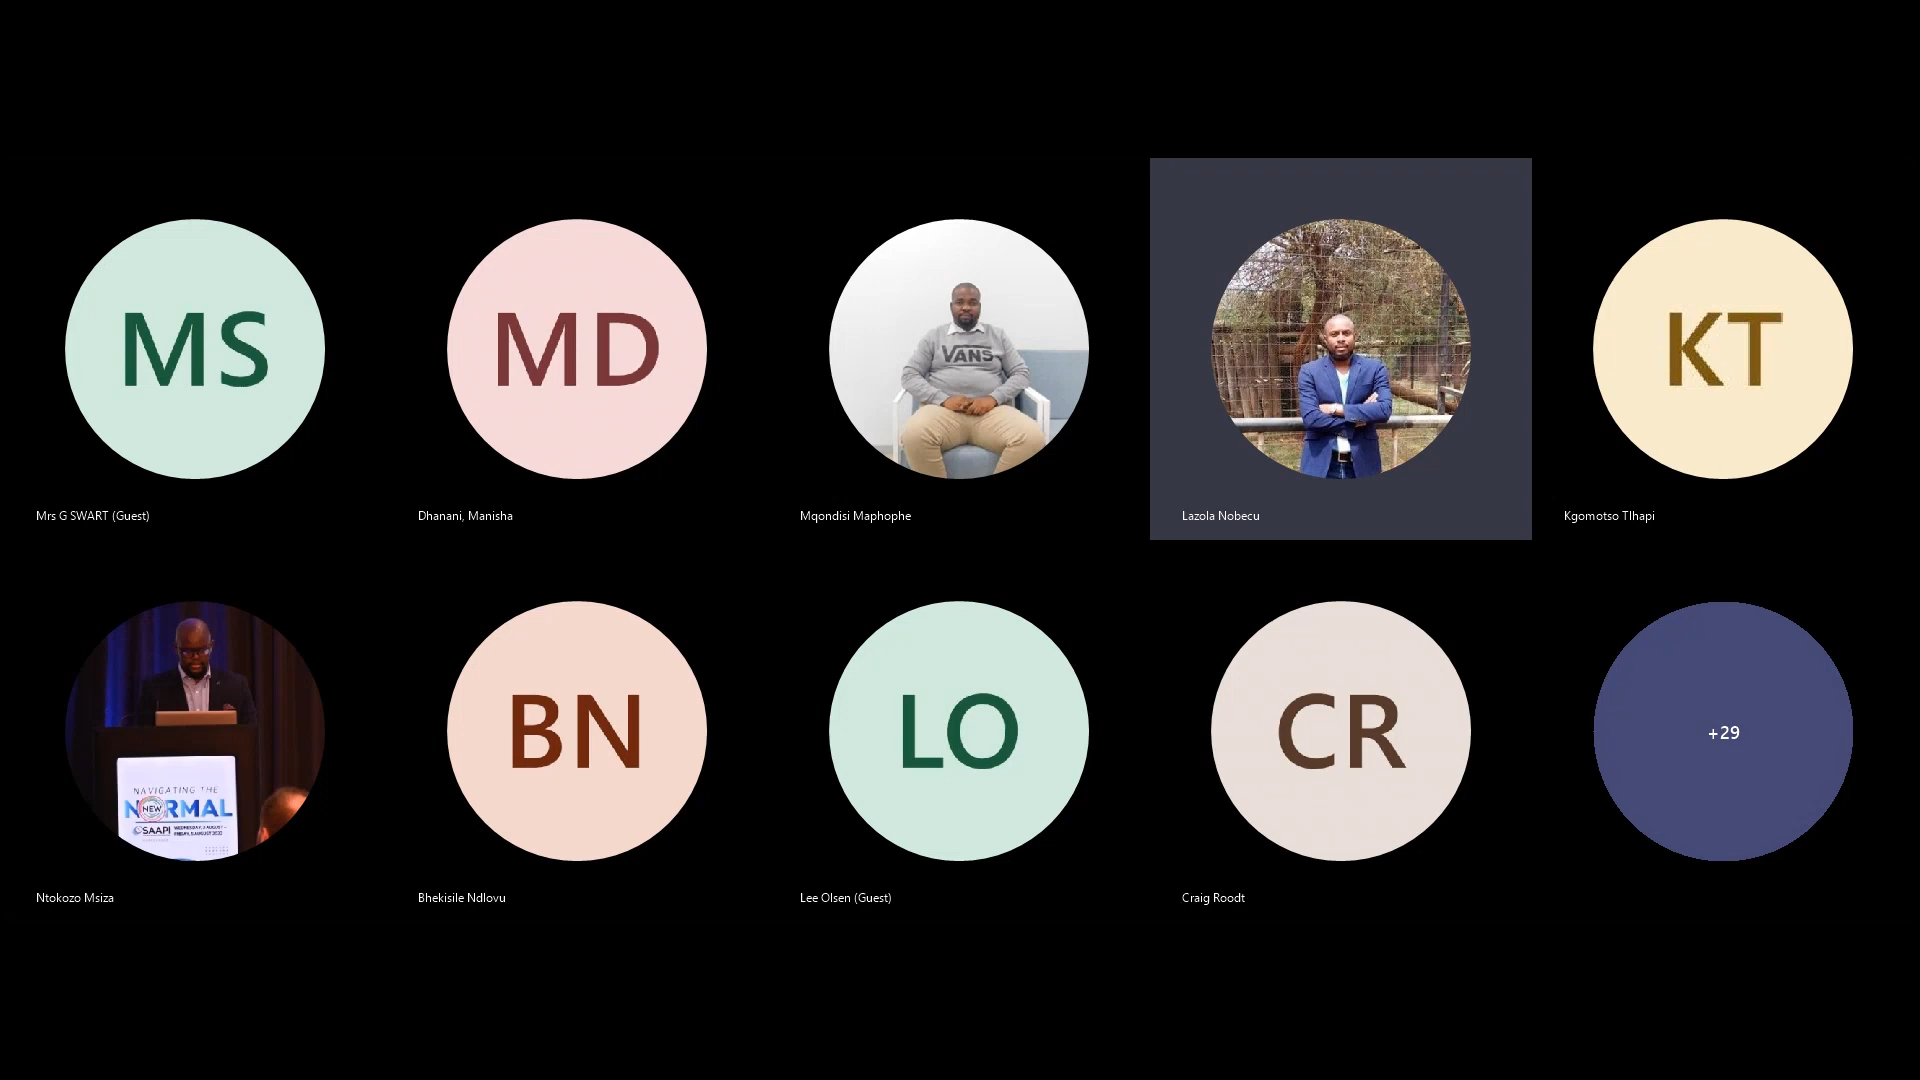 MS
MD
VANS
KT
Mrs G SWART (Guest)
Dhanani, Manisha
Mqondisi Maphophe
Lazola Nobecu
Kgomotso Tlhapi
NAVIGATING THE
NEW NORMAL
SAAPI
BN
LO
CR
+29
Ntokozo Msiza
Bhekisile Ndlovu
Lee Olsen (Guest)
Craig Roodt